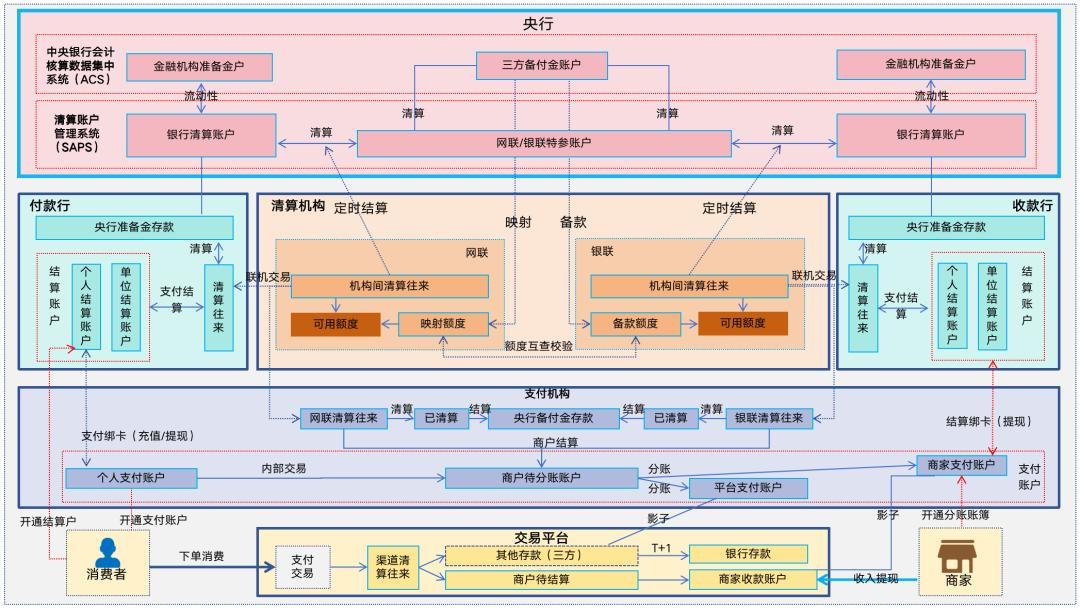 央行
中央银行会计
核算数据集中
系统（ACS）
金融机构准备金户
三方备付金账户
金融机构准备金户
流动性
清算
清算
流动性
清算账户
管理系统
（SAPS）
银行清算账户
清算
网联/银联特参账户
清算
银行清算账户
付款行
央行准备金存款
清算
结算账户
个人结算账户
单位结算账户
支付结
算
清算往来
联机交易
清算机构
定时结算
映射
备款
定时结算
网联
银联
机构间清算往来
机构间清算往来
可用额度
映射额度
备款额度
可用额度
额度互查校验
联机交易
收款行
央行准备金存款
清算
清算往来
支付结
算
个人结算账户
单位结算账户
结算账户
支付机构
网联清算往来
清算
已清算
结算
央行备付金存款
结算
已清算
清算
银联清算往来
商户结算
支付绑卡（充值/提现）
结算绑卡（提现）
个人支付账户
内部交易
商户待分账账户
分账
分账
平台支付账户
商家支付账户
支付
账户
开通结算户
开通支付账户
影子
影子
开通分账账簿
消费者
下单消费
交易平台
支付
交易
渠道清
算往来
其他存款（三方）
T+1
银行存款
商户待结算
商家收款账户
收入提现
商家